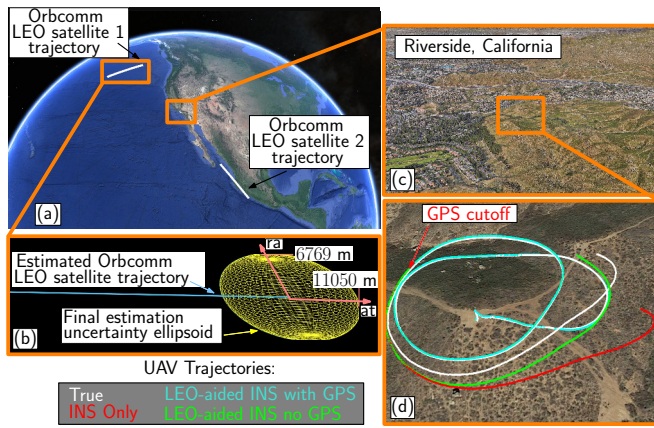 Orbcomm
LEO satellite 1
trajectory
Orbcomm
LEO satellite 2
trajectory
(a)
Riverside, California
(c)
ra
6769 m
11050 m
at
Estimated Orbcomm
LEO satellite trajectory
Final estimation
uncertainty ellipsoid
(b)
GPS cutoff
(d)
UAV Trajectories:
True LEO-aided INS with GPS
INS Only LEO-aided INS no GPS